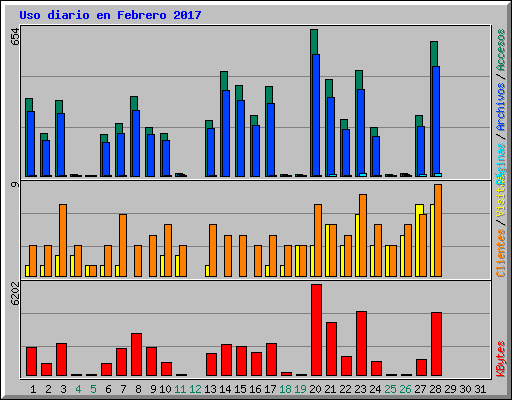 Uso diario en Febrero 2017
654
9
6202
KBytes
Clientes / Visitas
Páginas / Archivos / Accesos
1 2 3 4 5 6 7 8 9 10 11 12 13 14 15 16 17 18 19 20 21 22 23 24 25 26 27 28 29 30 31